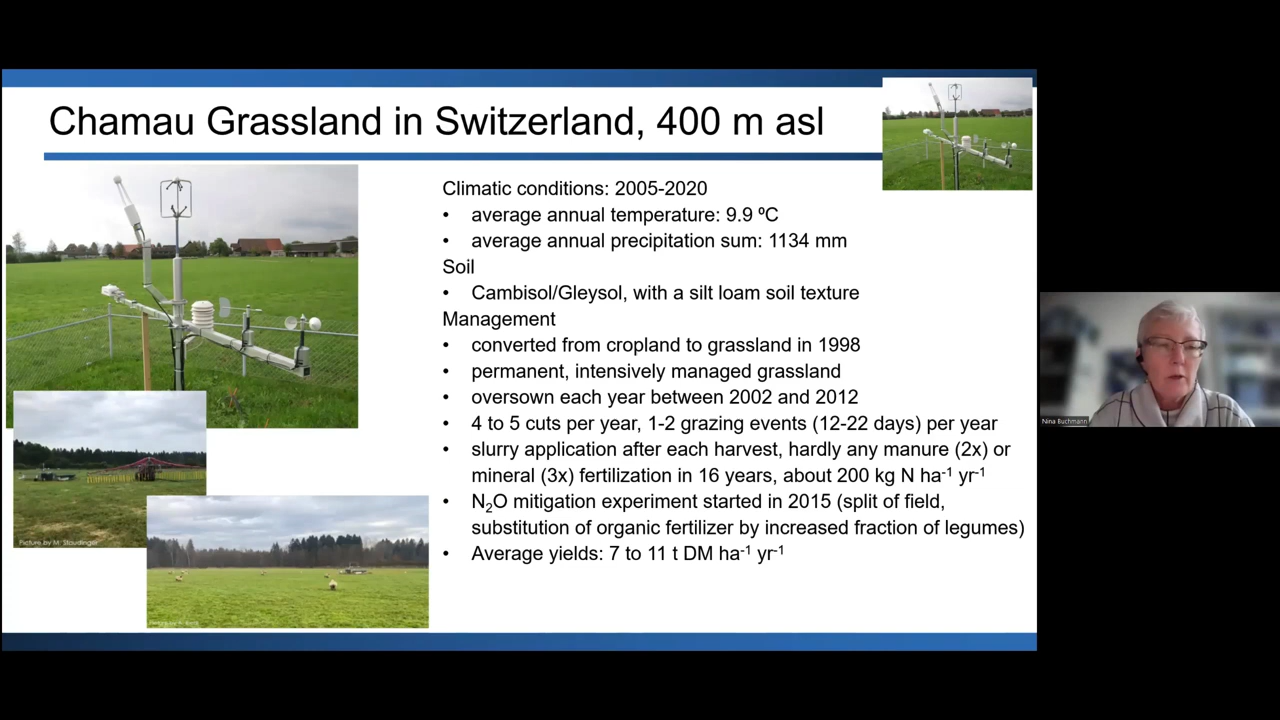 Chamau Grassland in Switzerland, 400 m asl
Climatic conditions: 2005-2020
• average annual temperature: 9.9 ºC
• average annual precipitation sum: 1134 mm
Soil
• Cambisol/Gleysol, with a silt loam soil texture
Management
• converted from cropland to grassland in 1998
• permanent, intensively managed grassland
• oversown each year between 2002 and 2012
• 4 to 5 cuts per year, 1-2 grazing events (12-22 days) per year
• slurry application after each harvest, hardly any manure (2x) or
mineral (3x) fertilization in 16 years, about 200 kg N ha⁻¹ yr⁻¹
• N₂O mitigation experiment started in 2015 (split of field,
substitution of organic fertilizer by increased fraction of legumes)
• Average yields: 7 to 11 t DM ha⁻¹ yr⁻¹
Picture by M. Staudinger
Nina Buchmann